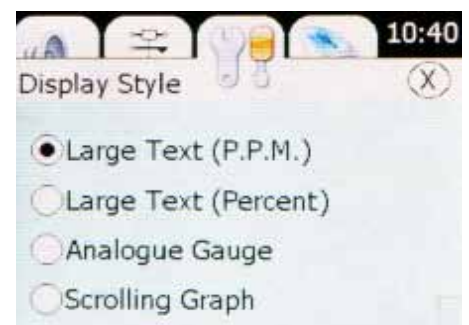 10:40
Display Style
(X)
Large Text (P.P.M.)
Large Text (Percent)
Analogue Gauge
Scrolling Graph